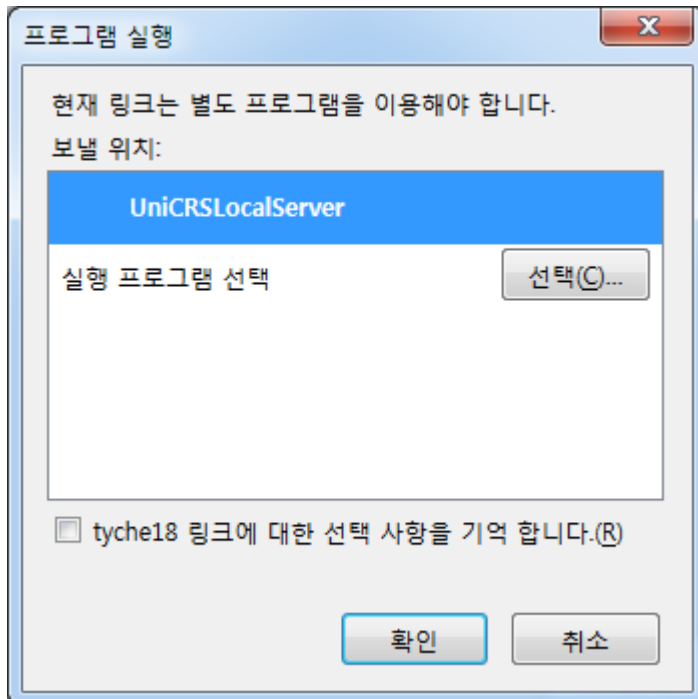 프로그램 실행
현재 링크는 별도 프로그램을 이용해야 합니다.
보낼 위치:
UniCRSLocalServer
실행 프로그램 선택
선택(C)...
tyche18 링크에 대한 선택 사항을 기억 합니다.(R)
확인
취소